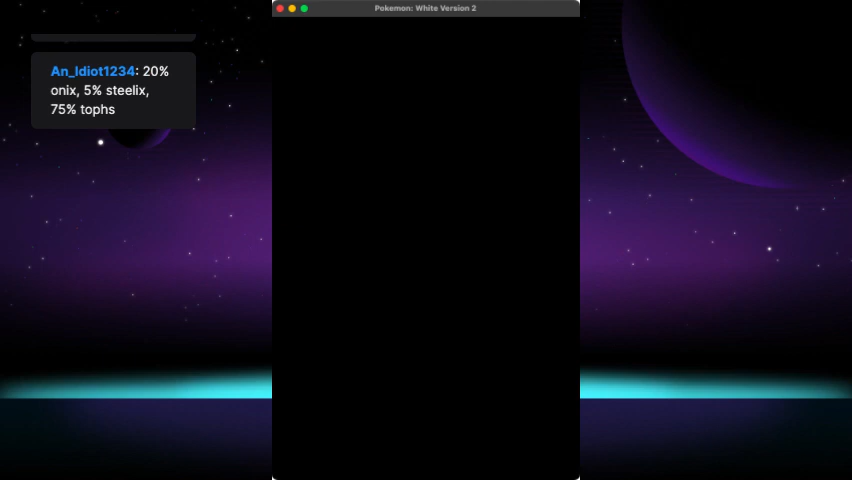 Pokemon: White Version 2
An_Idiot1234: 20%
onix, 5% steelix,
75% tophs